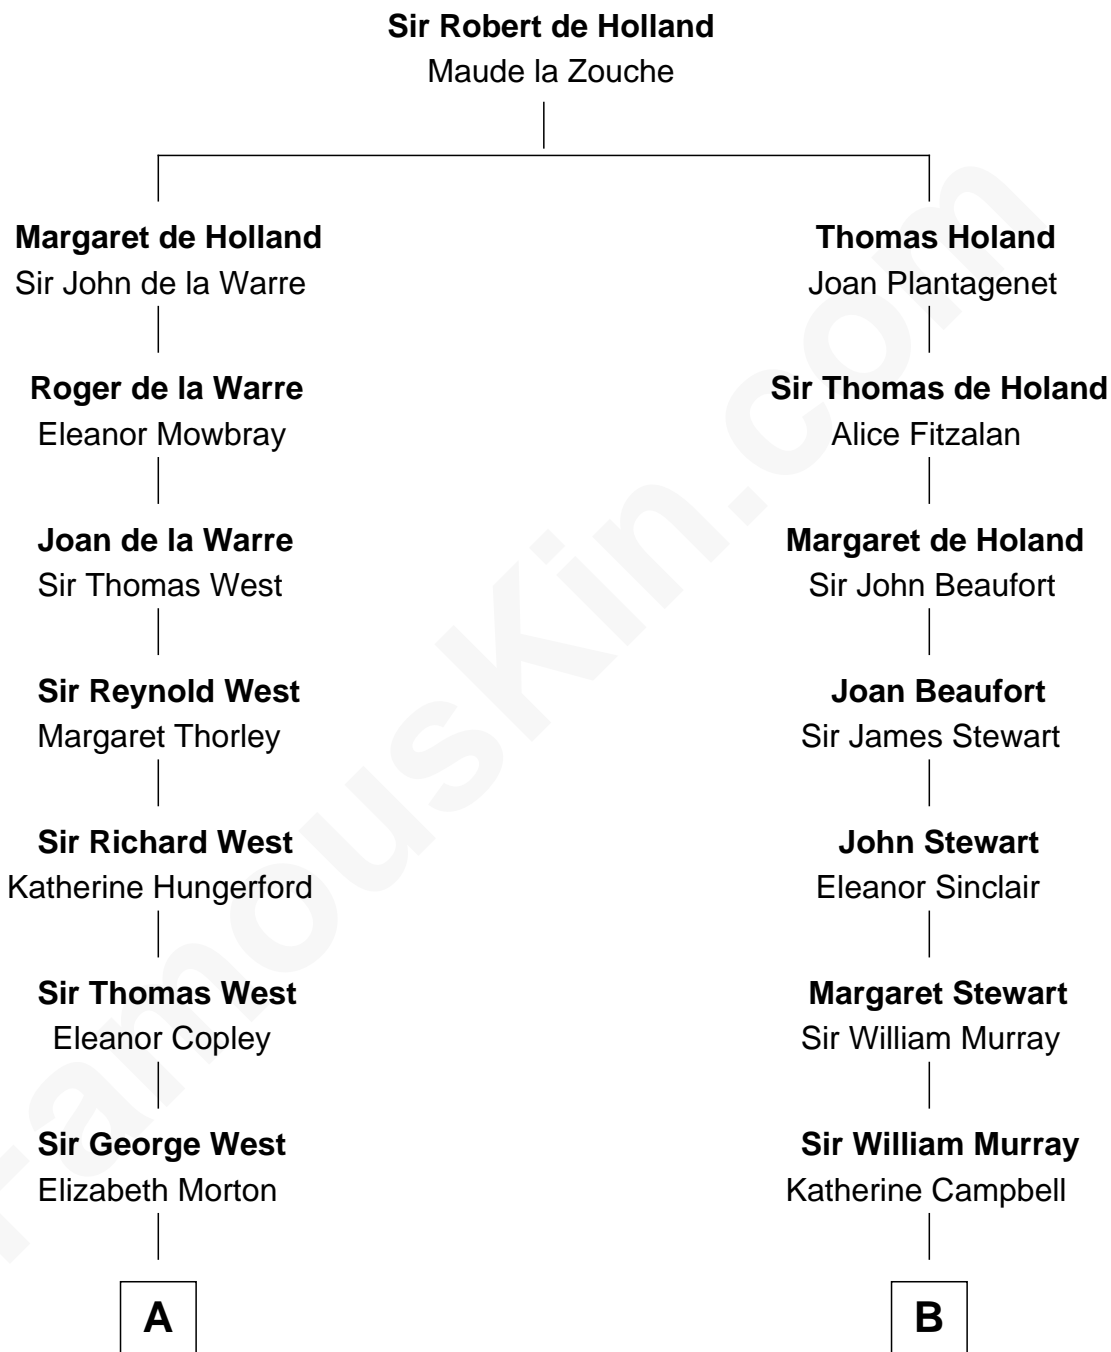 Sir Robert de Holland
Maude la Zouche
Margaret de Holland
Sir John de la Warre
Thomas Holand
Joan Plantagenet
Roger de la Warre
Eleanor Mowbray
Sir Thomas de Holand
Alice Fitzalan
Joan de la Warre
Sir Thomas West
Margaret de Holand
Sir John Beaufort
Sir Reynold West
Margaret Thorley
Joan Beaufort
Sir James Stewart
Sir Richard West
Katherine Hungerford
John Stewart
Eleanor Sinclair
Sir Thomas West
Eleanor Copley
Margaret Stewart
Sir William Murray
Sir George West
Elizabeth Morton
Sir William Murray
Katherine Campbell
A
B
FamousKin.com